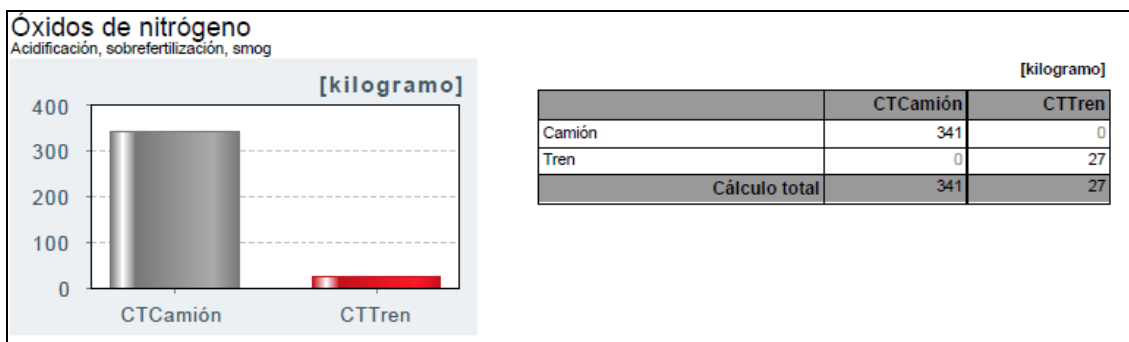 Óxidos de nitrógeno
Acidificación, sobrefertilización, smog
[kilogramo]
400
300
200
100
0
CTCamión CTTren
[kilogramo]
CTCamión CTTren
Camión 341 0
Tren 0 27
Cálculo total 341 27